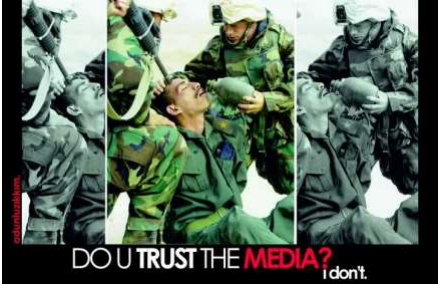 DO U TRUST THE MEDIA?
i don't.